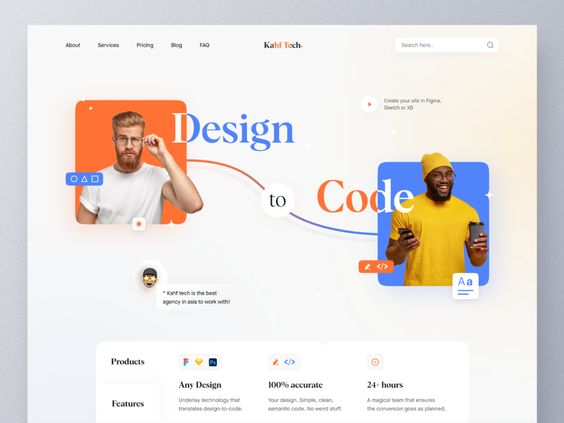 About
Services
Pricing
Blog
FAQ
Kahf Tech.
Search here..
Create your site in Figma,
Sketch or XD
Design
to
Code
</>
Aa
" Kahf tech is the best
agency in asia to work with!
Products
Features
Ps
</>
Any Design
Underlay technology that
translates design-to-code.
100% accurate
Your design. Simple, clean,
semantic code. No weird stuff.
24+ hours
A magical team that ensures
the conversion goes as planned.